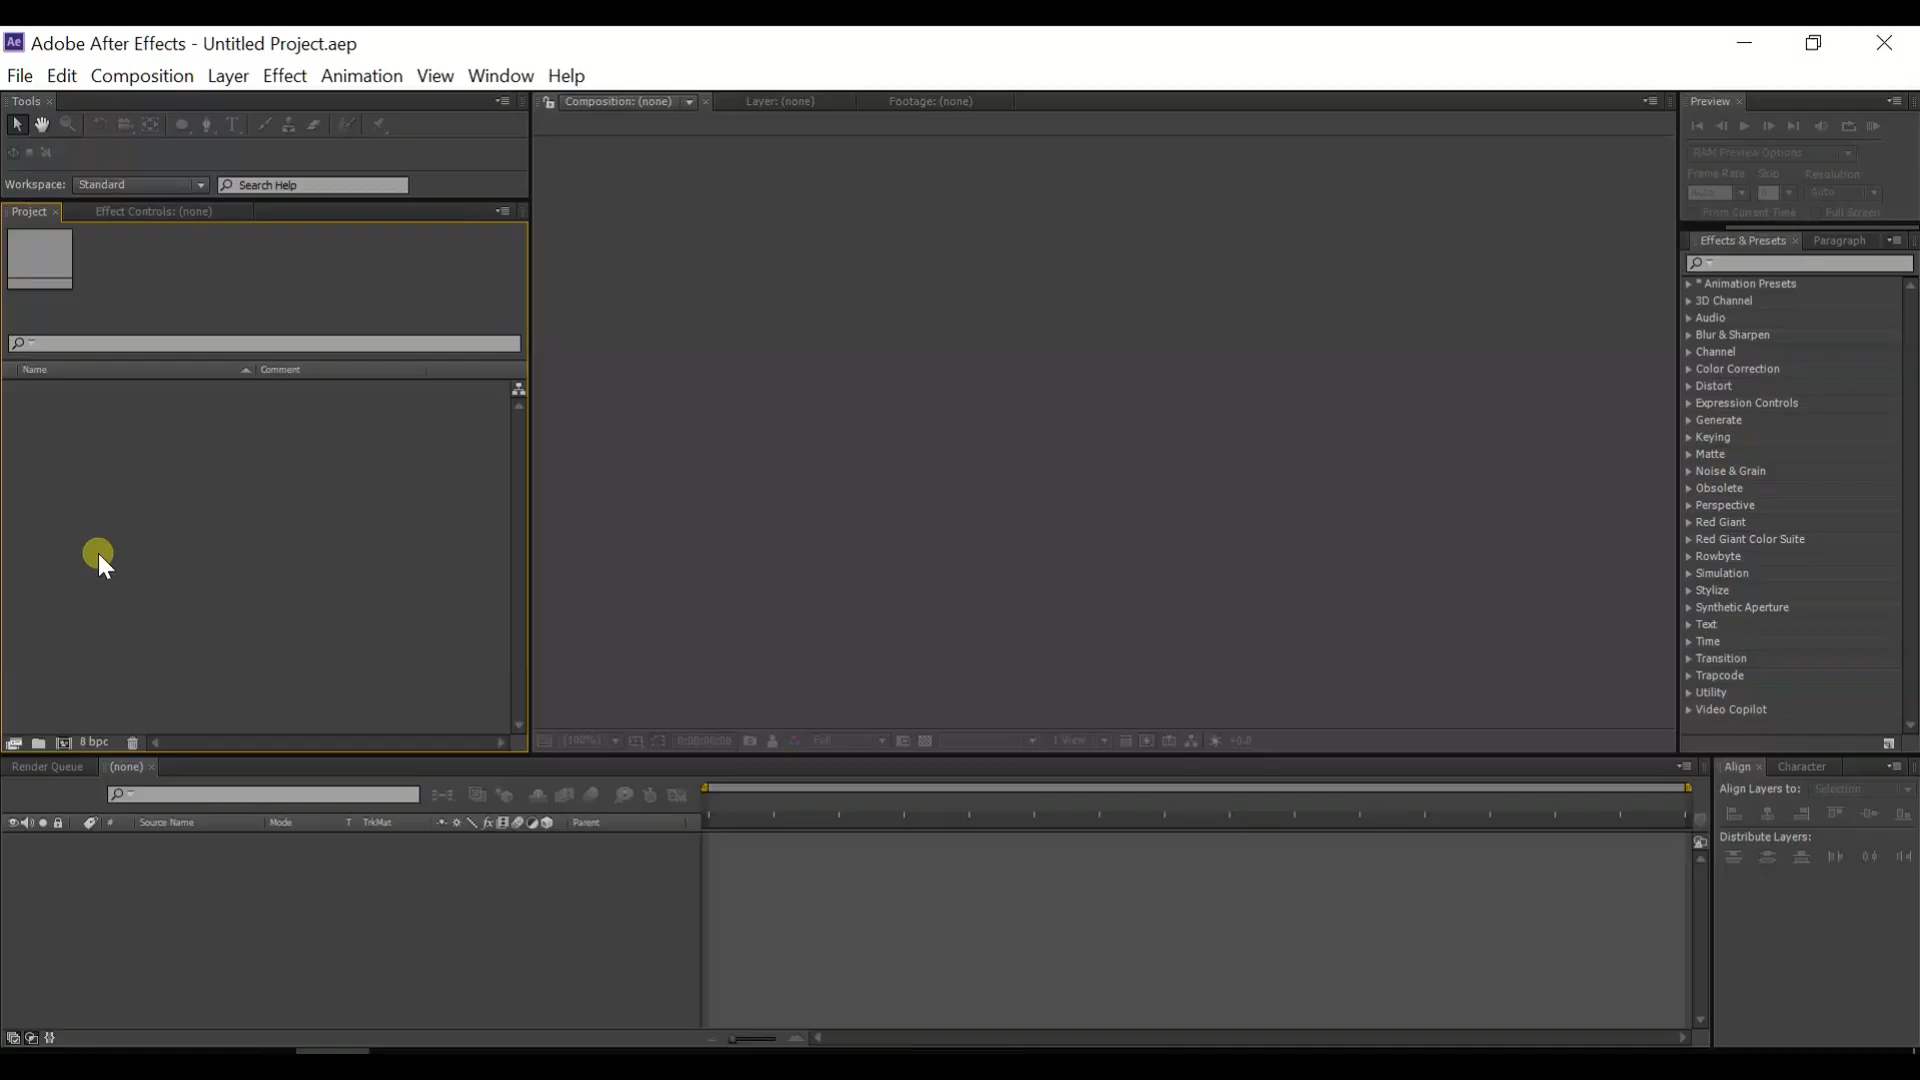 Ae Adobe After Effects - Untitled Project.aep
File Edit Composition Layer Effect Animation View Window Help
Tools
Composition: (none) Layer: (none) Footage: (none)
Preview
RAM Preview Options
Workspace: Standard Search Help
Frame Rate Skip Resolution
Auto 0 Auto
From Current Time Full Screen
Project Effect Controls: (none)
Effects & Presets Paragraph
* Animation Presets
3D Channel
Audio
Blur & Sharpen
Channel
Color Correction
Distort
Expression Controls
Generate
Keying
Matte
Noise & Grain
Obsolete
Perspective
Red Giant
Red Giant Color Suite
Rowbyte
Simulation
Stylize
Synthetic Aperture
Text
Time
Transition
Trapcode
Utility
Video Copilot
Name Comment
8 bpc
(100%) 0:00:00:00 Full 1 View +0.0
Render Queue (none)
# Source Name Mode T TrkMat fx Parent
Align Character
Align Layers to: Selection
Distribute Layers: